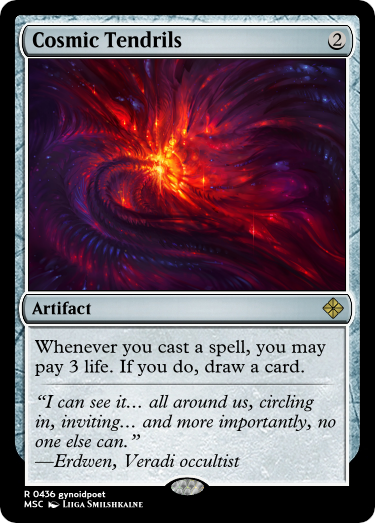 Cosmic Tendrils 2
Artifact
Whenever you cast a spell, you may
pay 3 life. If you do, draw a card.
“I can see it… all around us, circling
in, inviting… and more importantly, no
one else can.”
—Erdwen, Veradi occultist
R 0436 gynoidpoet
MSC Liiga Smilshkalne